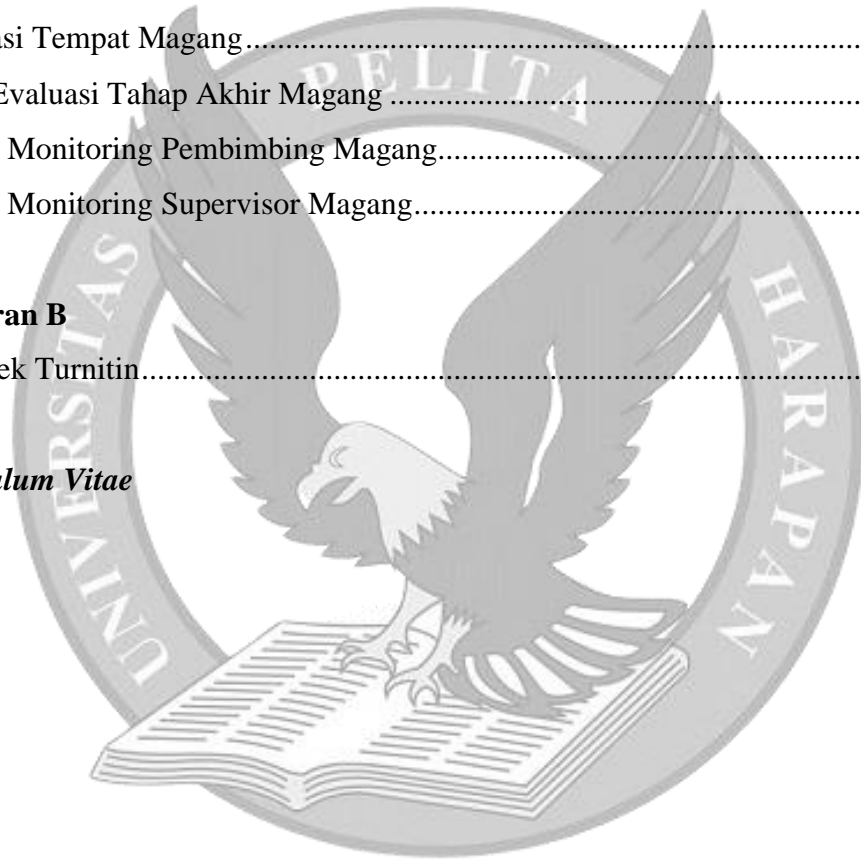 asi Tempat Magang
Evaluasi Tahap Akhir Magang
Monitoring Pembimbing Magang
Monitoring Supervisor Magang
ran B
ek Turnitin
ulum Vitae
UNIVERSITAS PELITA HARAPAN